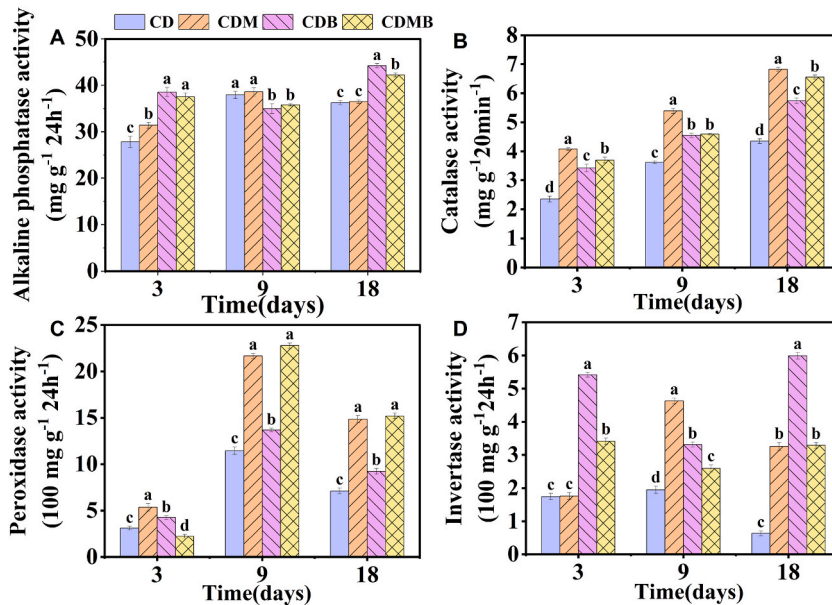 CD CDM CDB CDMB
A
Alkaline phosphatase activity
(mg g⁻¹ 24h⁻¹)
50
40
30
20
10
0
c b a a
a a b b
c c a b
3 9 18
Time(days)
B
Catalase activity
(mg g⁻¹20min⁻¹)
8
7
6
5
4
3
2
1
0
d a c b
c a b b
d a c b
3 9 18
Time(days)
C
Peroxidase activity
(100 mg g⁻¹ 24h⁻¹)
25
20
15
10
5
0
c a b d
c a b a
c a b a
3 9 18
Time(days)
D
Invertase activity
(100 mg g⁻¹24h⁻¹)
7
6
5
4
3
2
1
0
c c a b
d a b c
c b a b
3 9 18
Time(days)